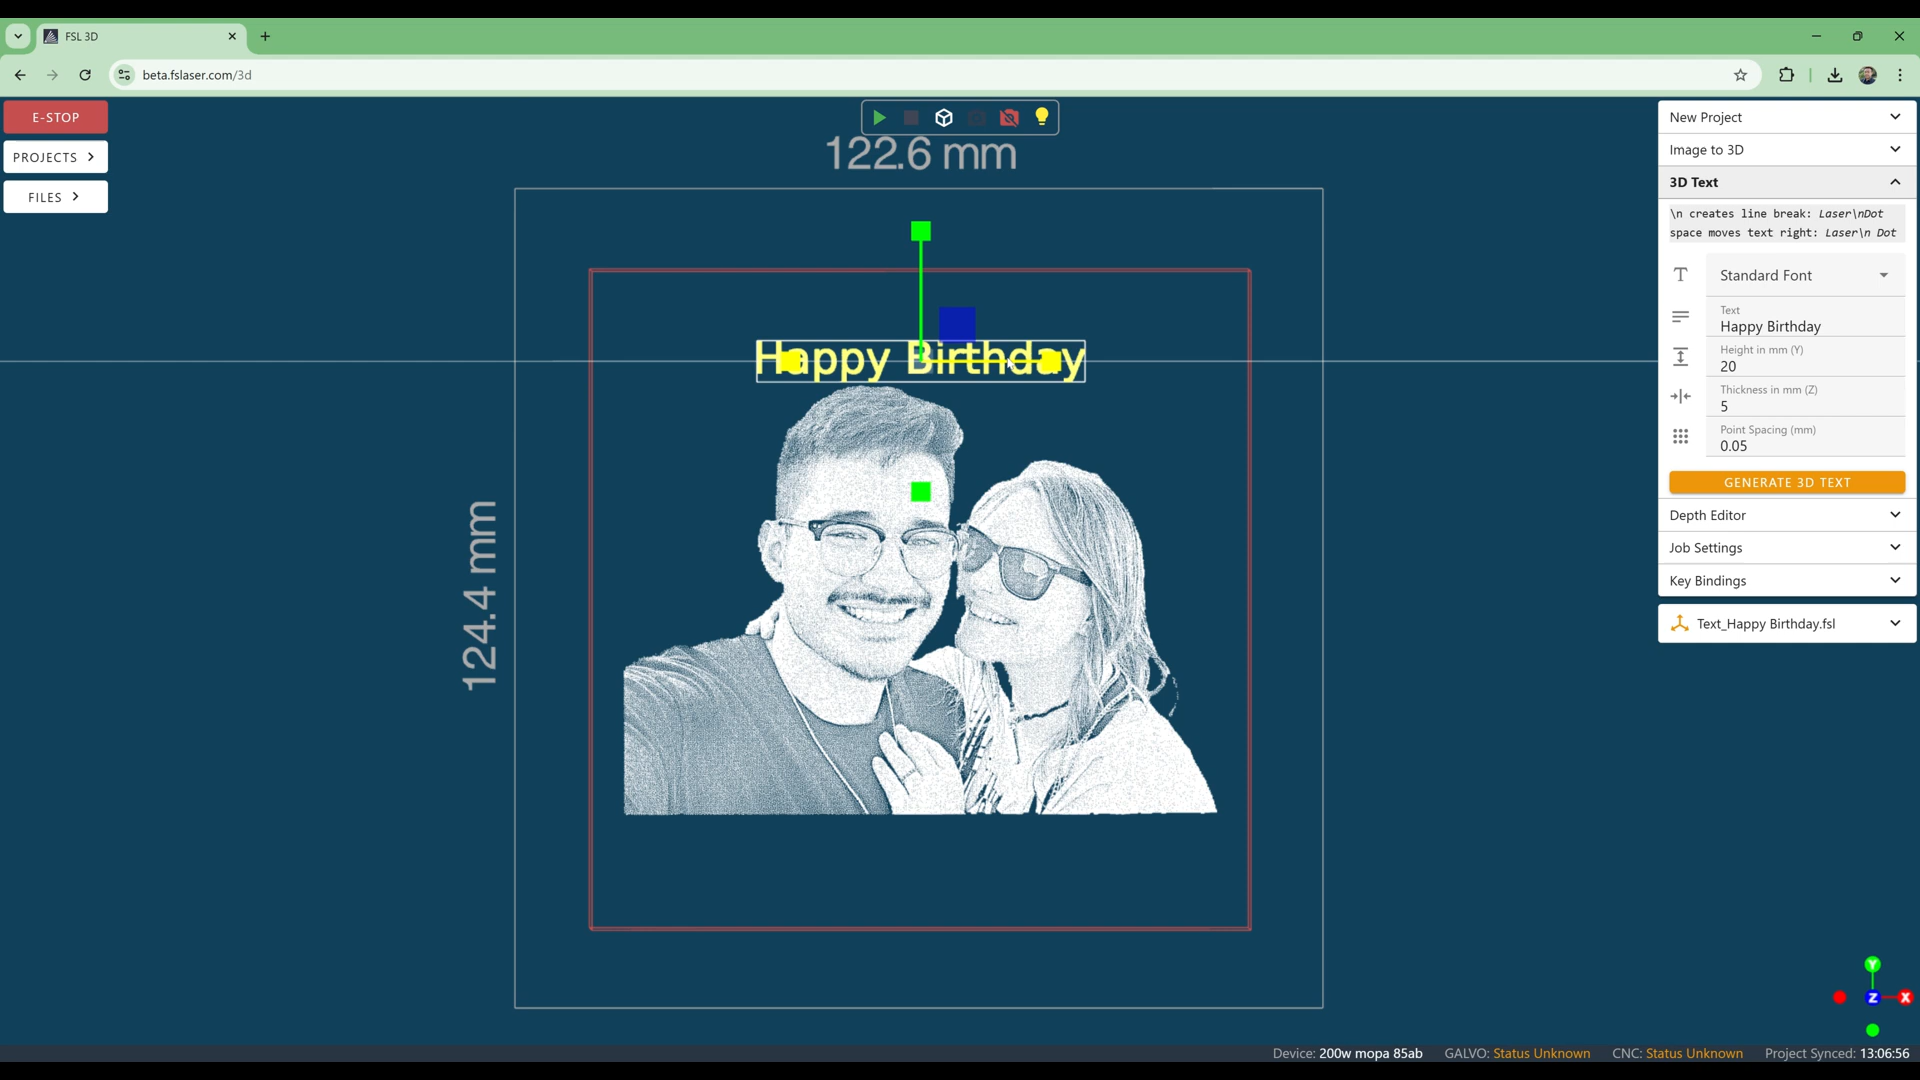 FSL 3D
beta.fslaser.com/3d
E-STOP
PROJECTS
FILES
122.6 mm
124.4 mm
Happy Birthday
New Project
Image to 3D
3D Text
\n creates line break: Laser\nDot
space moves text right: Laser\n Dot
Standard Font
Text
Happy Birthday
Height in mm (Y)
20
Thickness in mm (Z)
5
Point Spacing (mm)
0.05
GENERATE 3D TEXT
Depth Editor
Job Settings
Key Bindings
Text_Happy Birthday.fsl
Y
Z
X
Device: 200w mopa 85ab GALVO: Status Unknown CNC: Status Unknown Project Synced: 13:06:56